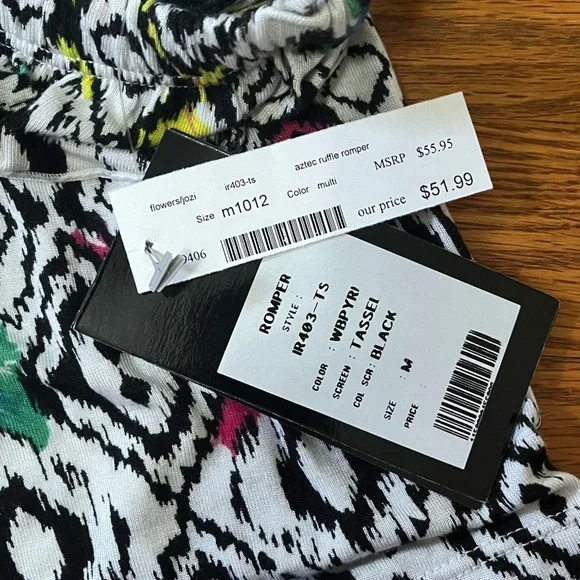 flowers/jozi ir403-ts aztec ruffle romper MSRP $55.95
Size m1012 Color multi our price $51.99
9406
ROMPER
STYLE :
IR403-TS
COLOR : WBPYRI
SCREEN : TASSEL
COL SCR: BLACK
SIZE : M
PRICE